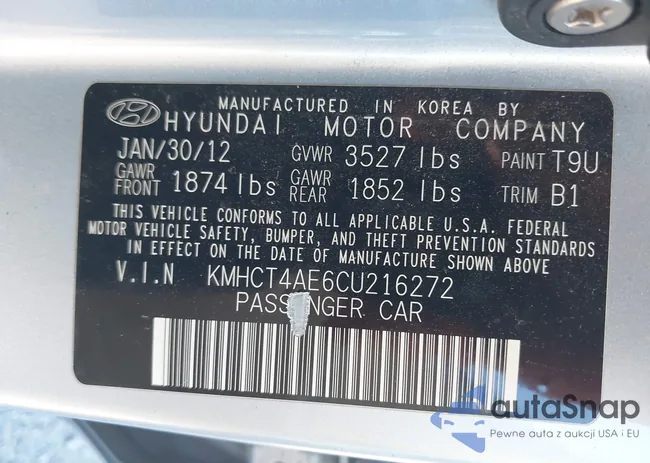 MANUFACTURED IN KOREA BY
HYUNDAI MOTOR COMPANY
JAN/30/12 GVWR 3527 lbs PAINT T9U
GAWR FRONT 1874 lbs GAWR REAR 1852 lbs TRIM B1
THIS VEHICLE CONFORMS TO ALL APPLICABLE U.S.A. FEDERAL
MOTOR VEHICLE SAFETY, BUMPER, AND THEFT PREVENTION STANDARDS
IN EFFECT ON THE DATE OF MANUFACTURE SHOWN ABOVE
V.I.N KMHCT4AE6CU216272
PASSENGER CAR
autoSnap
Pewne auta z aukcji USA i EU